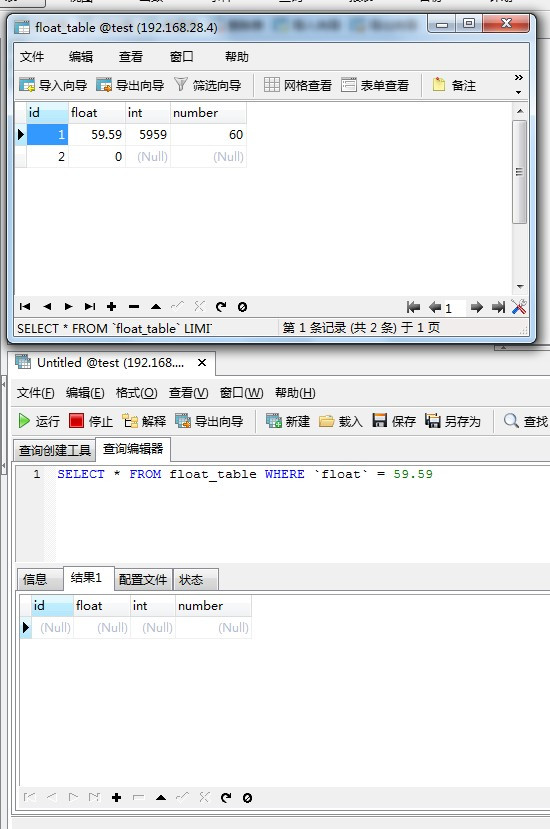 float_table @test (192.168.28.4)
文件 编辑 查看 窗口 帮助
导入向导 导出向导 筛选向导 网格查看 表单查看 备注 »
id float int number
1 59.59 5959 60
2 0 (Null) (Null)
1
SELECT * FROM `float_table` LIMI 第 1 条记录 (共 2 条) 于 1 页
Untitled @test (192.168....
文件(F) 编辑(E) 格式(O) 查看(V) 窗口(W) 帮助(H)
运行 停止 解释 导出向导 新建 载入 保存 另存为 查找
查询创建工具 查询编辑器
1 SELECT * FROM float_table WHERE `float` = 59.59
信息 结果1 配置文件 状态
id float int number
(Null) (Null) (Null) (Null)